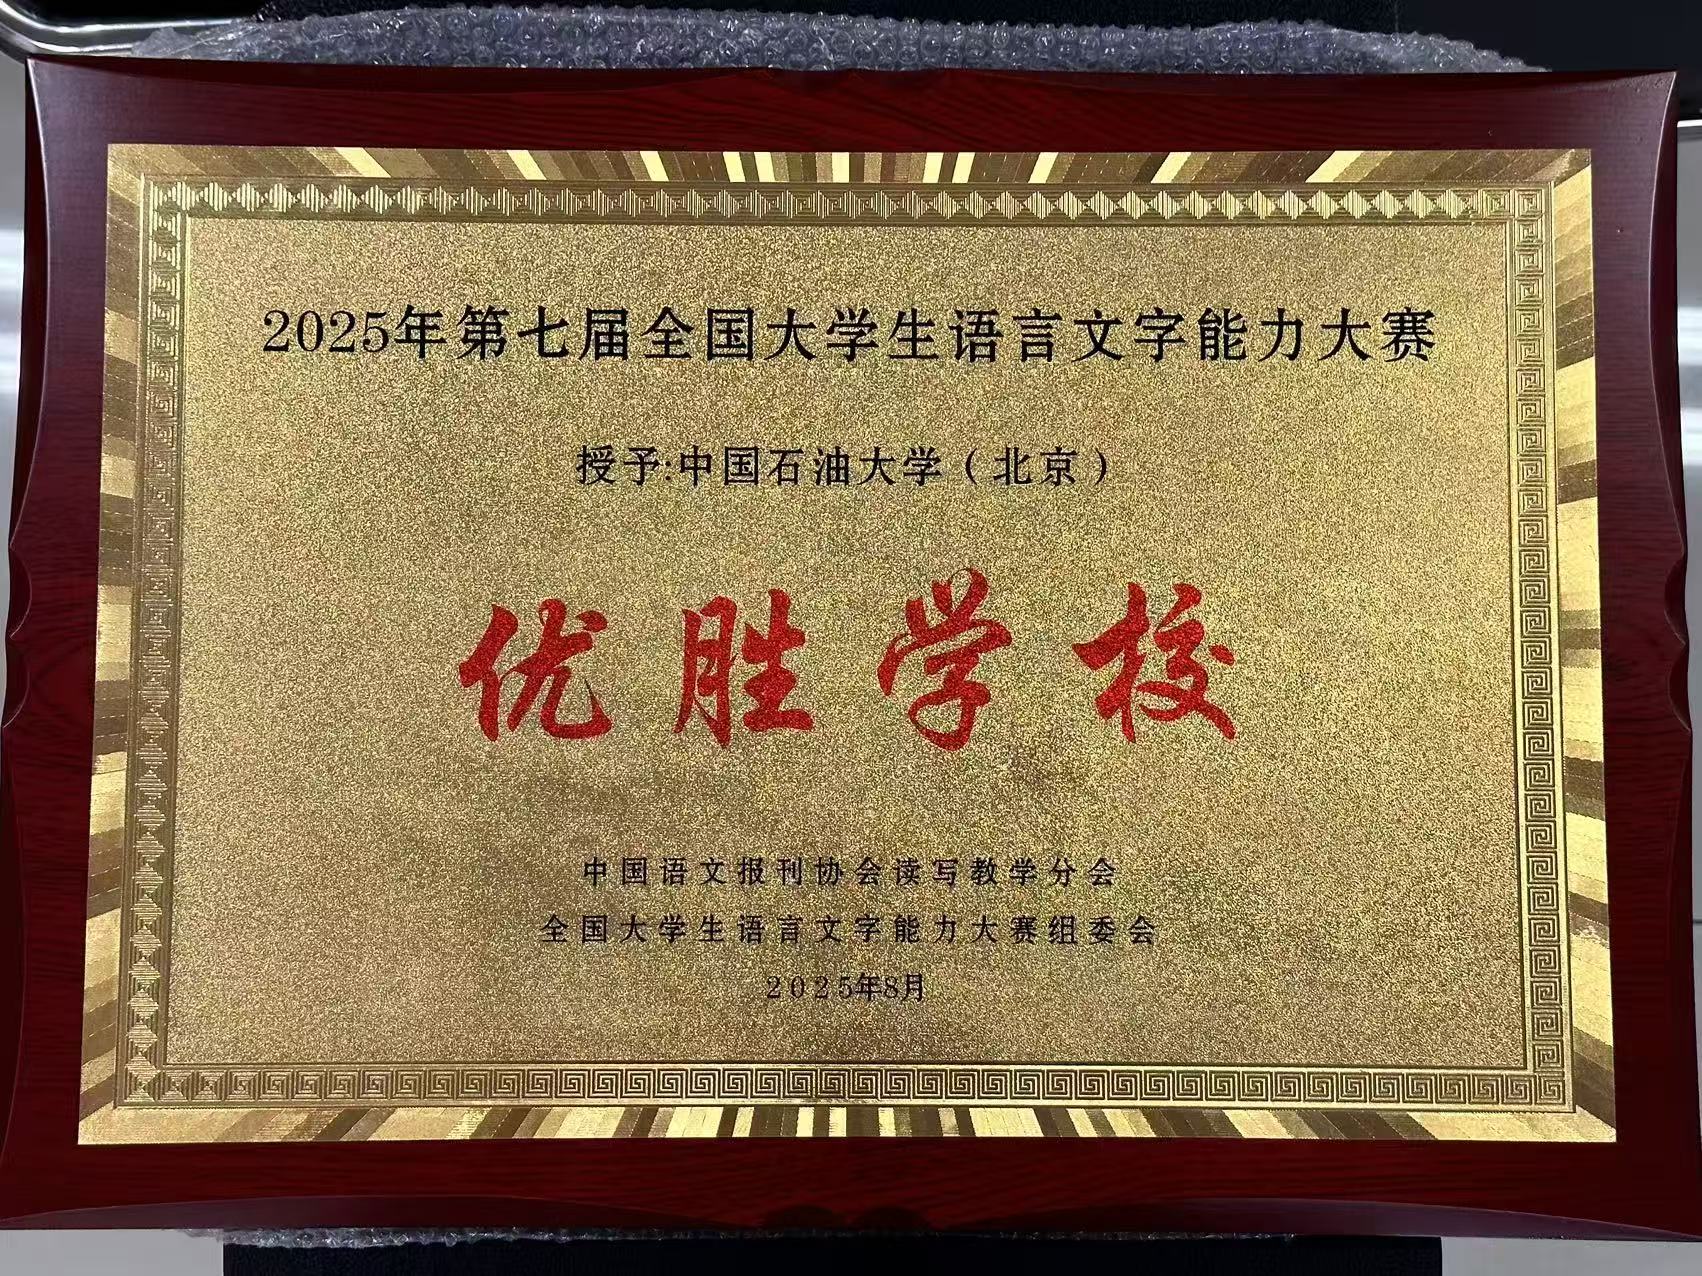 2025年第七届全国大学生语言文字能力大赛
授予:中国石油大学（北京）
优胜学校
中国语文报刊协会读写教学分会
全国大学生语言文字能力大赛组委会
2025年8月